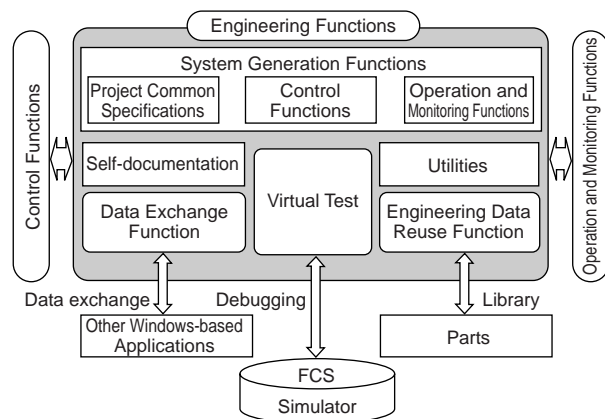 Engineering Functions
System Generation Functions
Project Common
Specifications
Control
Functions
Operation and
Monitoring Functions
Control Functions
Operation and Monitoring Functions
Self-documentation
Virtual Test
Utilities
Data Exchange
Function
Engineering Data
Reuse Function
Data exchange
Debugging
Library
Other Windows-based
Applications
Parts
FCS
Simulator